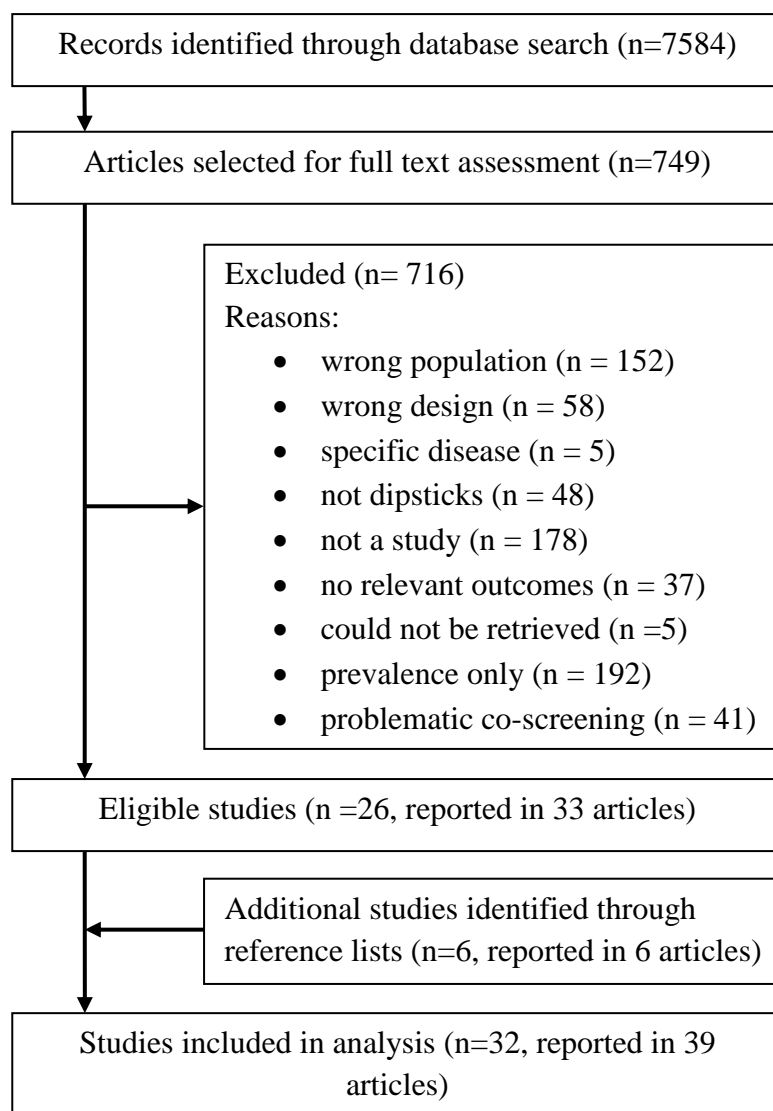 Records identified through database search (n=7584)
Articles selected for full text assessment (n=749)
Excluded (n= 716)
Reasons:
• wrong population (n = 152)
• wrong design (n = 58)
• specific disease (n = 5)
• not dipsticks (n = 48)
• not a study (n = 178)
• no relevant outcomes (n = 37)
• could not be retrieved (n =5)
• prevalence only (n = 192)
• problematic co-screening (n = 41)
Eligible studies (n =26, reported in 33 articles)
Additional studies identified through
reference lists (n=6, reported in 6 articles)
Studies included in analysis (n=32, reported in 39
articles)